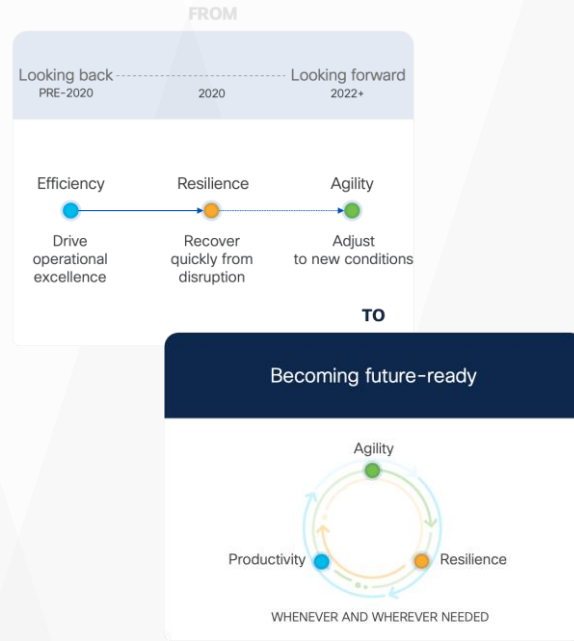 FROM
Looking back
Looking forward
PRE-2020
2020
2022+
Efficiency
Resilience
Agility
Drive
operational
excellence
Recover
quickly from
disruption
Adjust
to new conditions
TO
Becoming future-ready
Agility
Productivity
Resilience
WHENEVER AND WHEREVER NEEDED